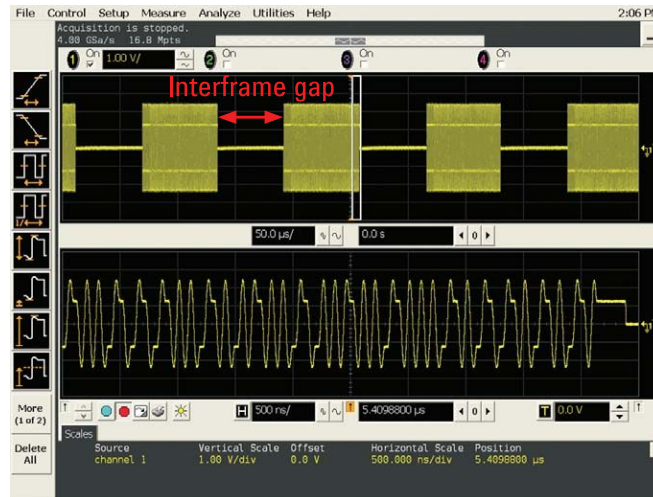 File Control Setup Measure Analyze Utilities Help 2:06 P
Acquisition is stopped.
4.00 GSa/s 16.8 Mpts
1 On 1.00 V/ 2 On 3 On 4 On
Interframe gap
50.0 µs/ 0.0 s 0
More
(1 of 2)
H 500 ns/ 5.4098800 µs 0 T 0.0 V
Delete
All
Scales
Source Vertical Scale Offset Horizontal Scale Position
channel 1 1.00 V/div 0.0 V 500.000 ns/div 5.4098800 µs